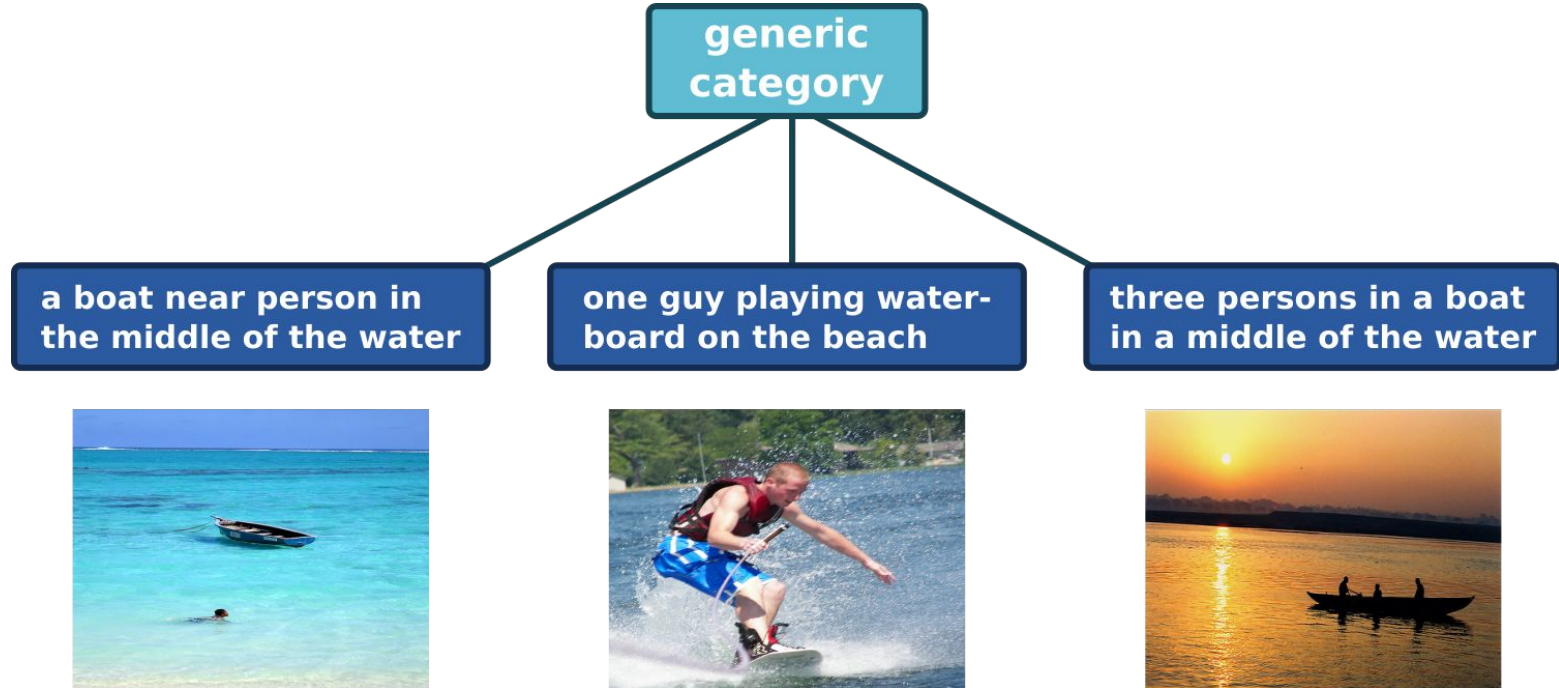 generic
category
a boat near person in
the middle of the water
one guy playing water-
board on the beach
three persons in a boat
in a middle of the water